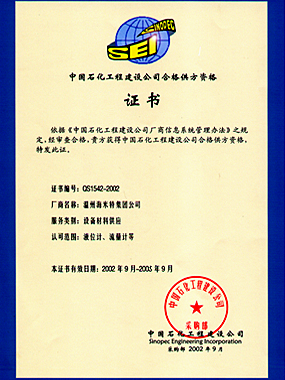 SINOPEC
SEI
中国石化工程建设公司合格供方资格
证书
依据《中国石化工程建设公司厂商信息系统管理办法》之规
定,经审查合格,贵方获得中国石化工程建设公司合格供方资格,
特发此证。
证书编号：QS1542-2002
厂商名称：温州海米特集团公司
服务类别：设备材料供应
认可范围：液位计、流量计等
本证书有效日期：2002年9月-2005年9月
中国石化工程建设公司
采购部
中国石化工程建设公司
Sinopec Engineering Incorporation
采购部 2002年9月